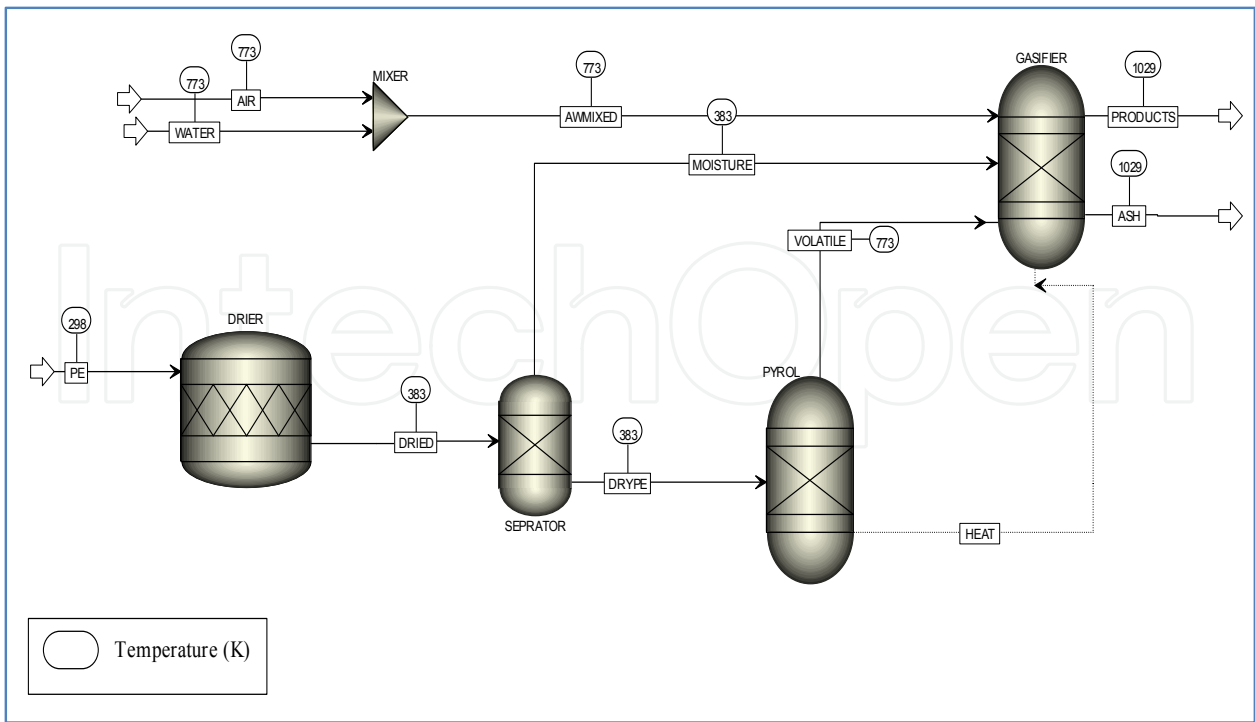 773
773
AIR
WATER
MIXER
773
AWMIXED
383
MOISTURE
GASIFIER
1029
PRODUCTS
1029
ASH
VOLATILE
773
IntechOpen
298
PE
DRIER
383
DRIED
SEPRATOR
383
DRYPE
PYROL
HEAT
Temperature (K)